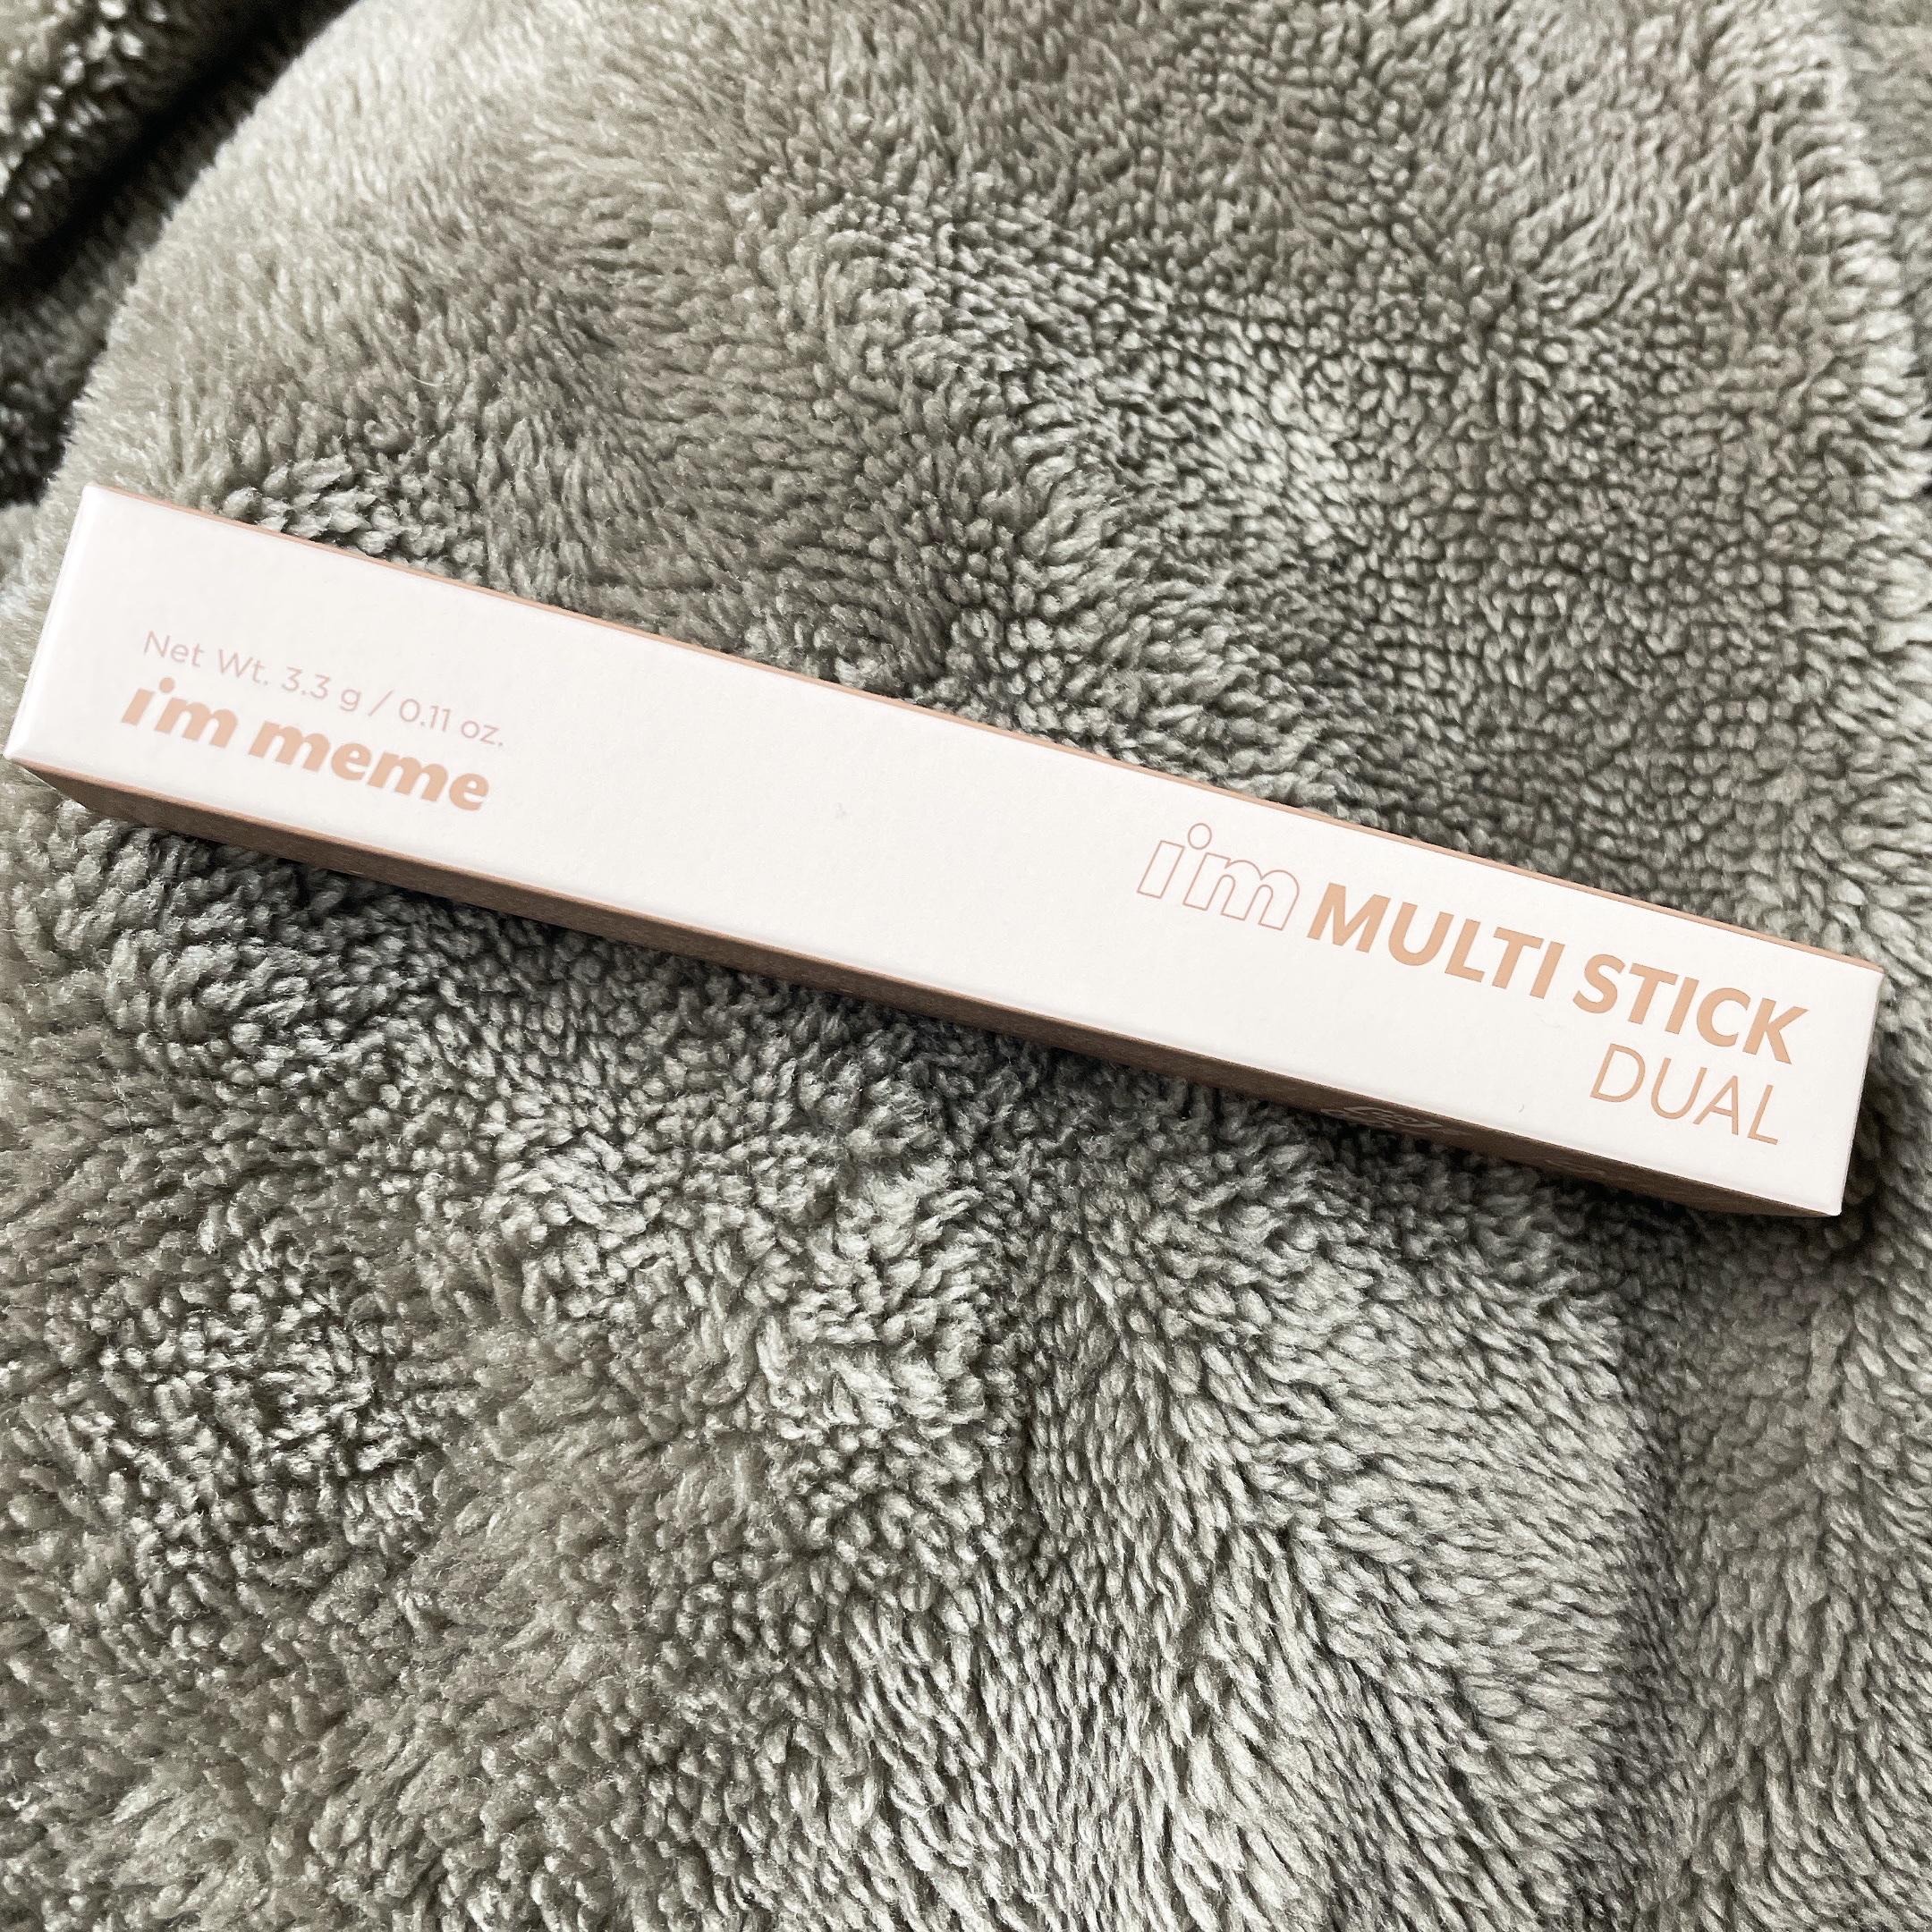 Net Wt. 3.3 g / 0.11 oz.
i'm meme
i'm MULTI STICK
DUAL